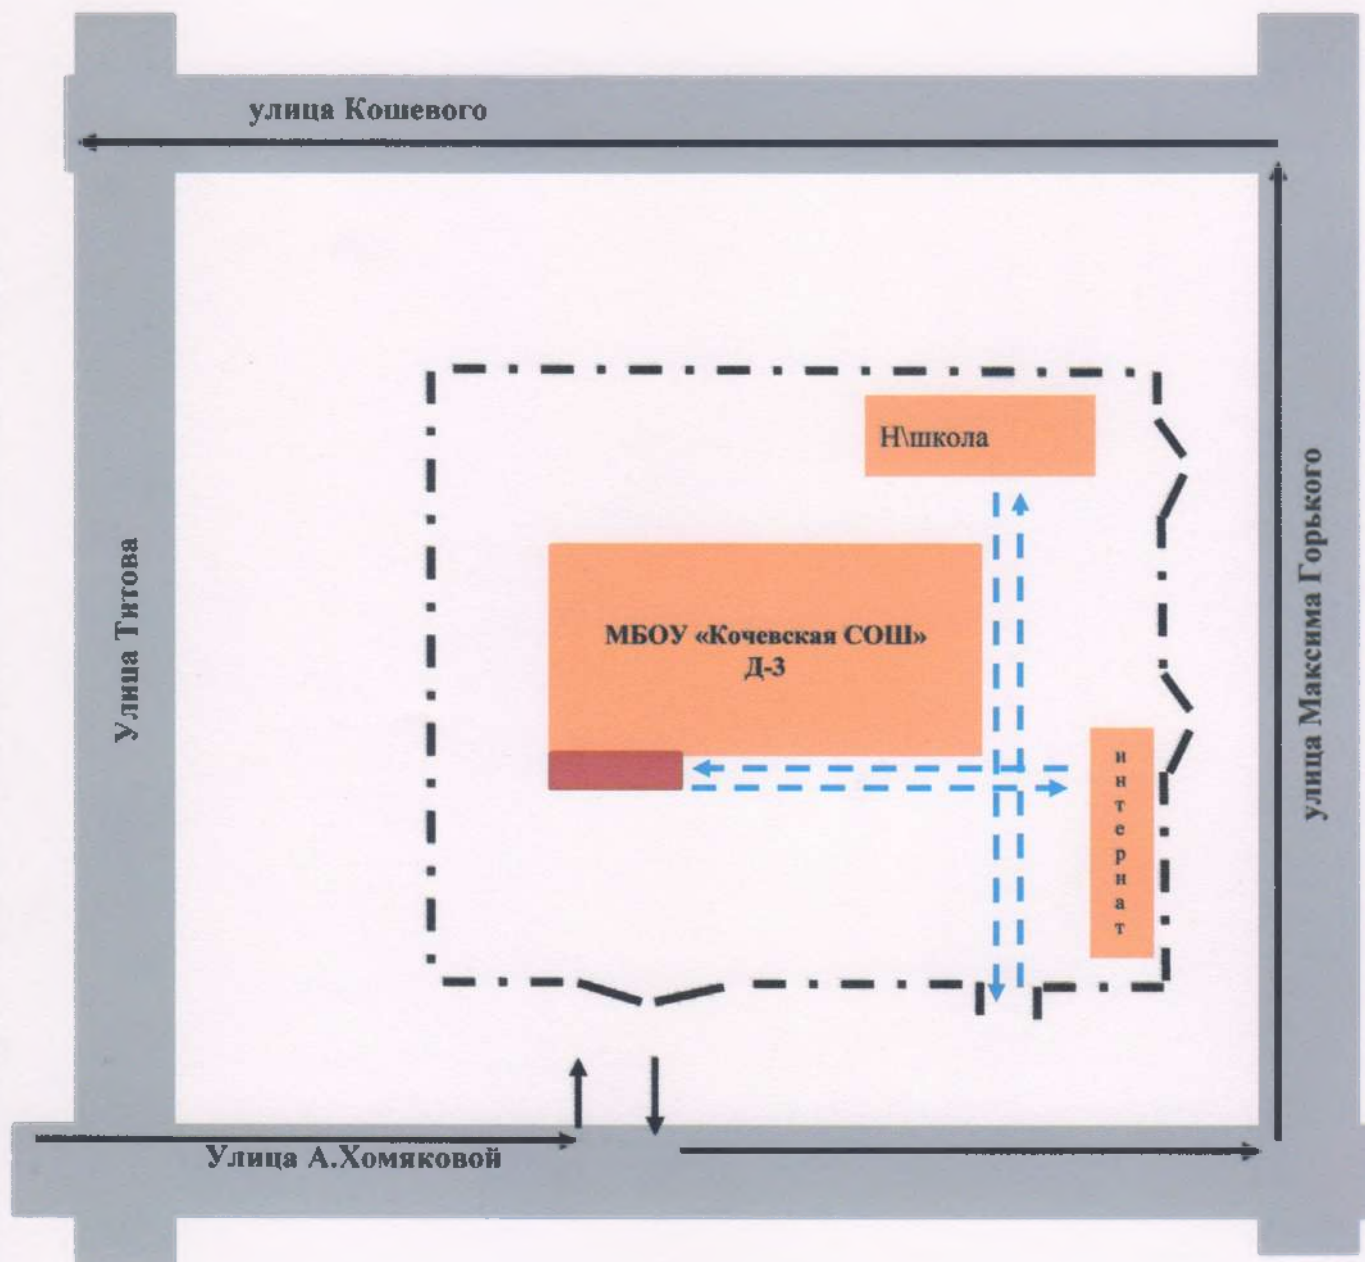 улица Кошевого
Н\школа
Улица Титова
МБОУ «Кочевская СОШ»
Д-3
улица Максима Горького
интернат
Улица А.Хомяковой